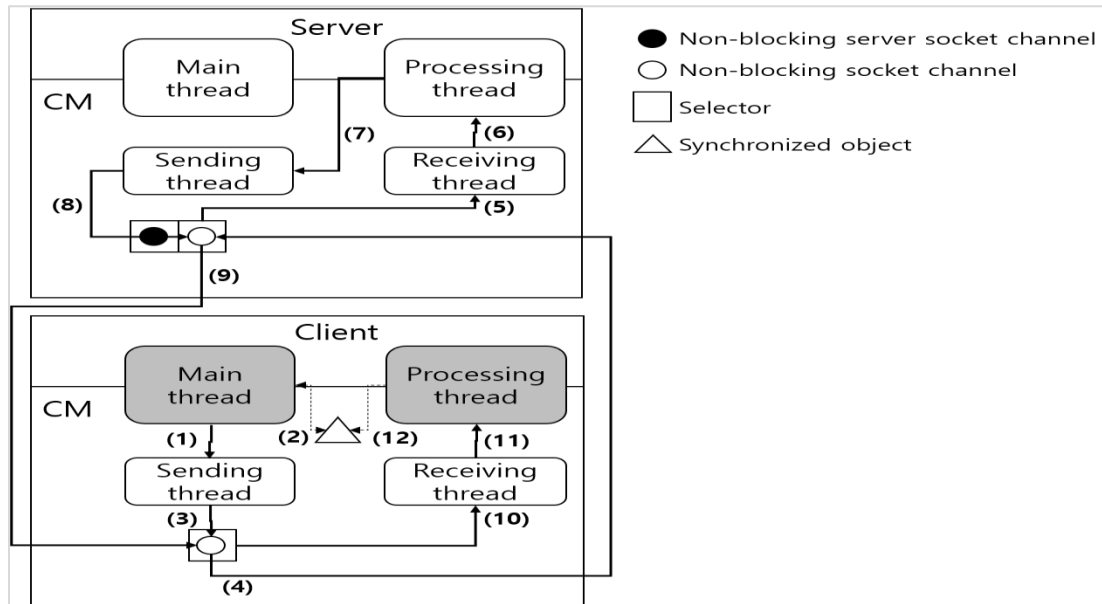 Server
Main
thread
Processing
thread
CM
(7)
(6)
Sending
thread
Receiving
thread
(8)
(5)
(9)
Client
Main
thread
Processing
thread
CM
(1)
(2)
(12)
(11)
Sending
thread
Receiving
thread
(3)
(10)
(4)
Non-blocking server socket channel
Non-blocking socket channel
Selector
Synchronized object